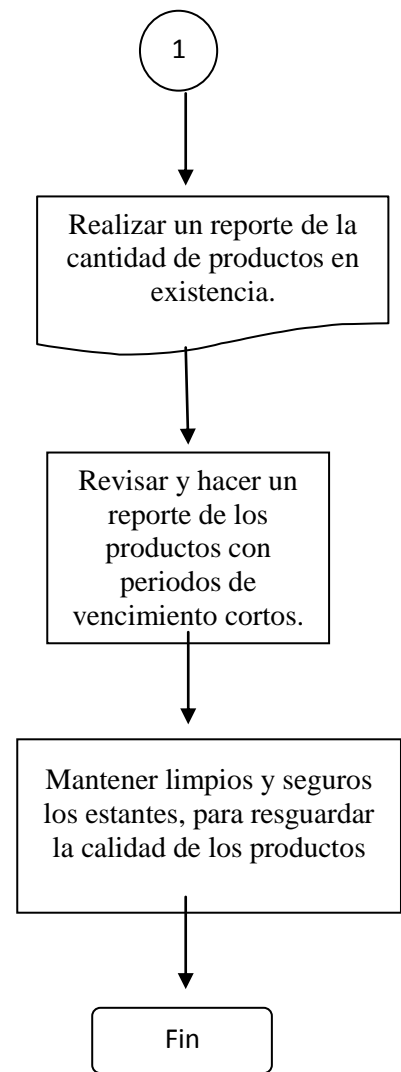 1
Realizar un reporte de la
cantidad de productos en
existencia.
Revisar y hacer un
reporte de los
productos con
periodos de
vencimiento cortos.
Mantener limpios y seguros
los estantes, para resguardar
la calidad de los productos
Fin